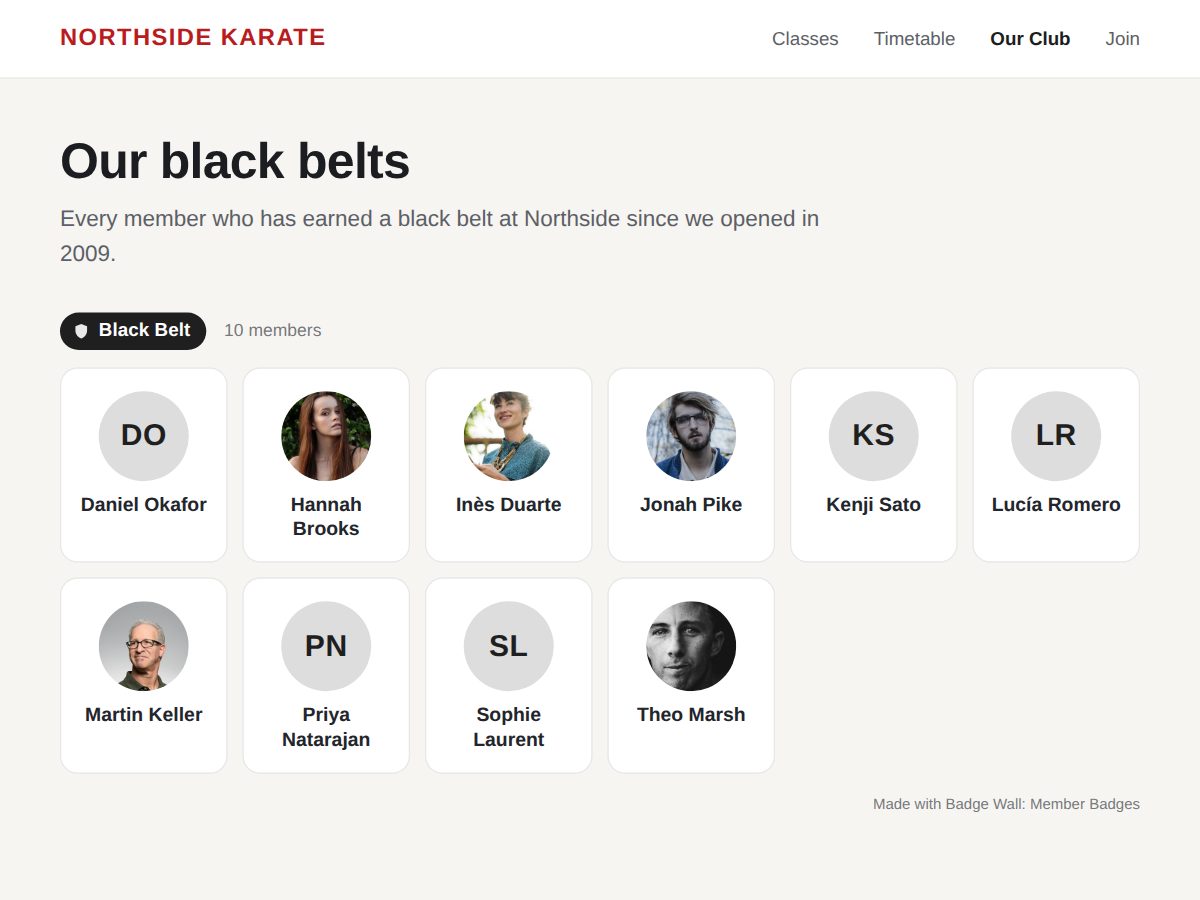 NORTHSIDE KARATE
Classes Timetable Our Club Join
Our black belts
Every member who has earned a black belt at Northside since we opened in
2009.
Black Belt 10 members
DO
Daniel Okafor
Hannah
Brooks
Inès Duarte
Jonah Pike
KS
Kenji Sato
LR
Lucía Romero
Martin Keller
PN
Priya
Natarajan
SL
Sophie
Laurent
Theo Marsh
Made with Badge Wall: Member Badges